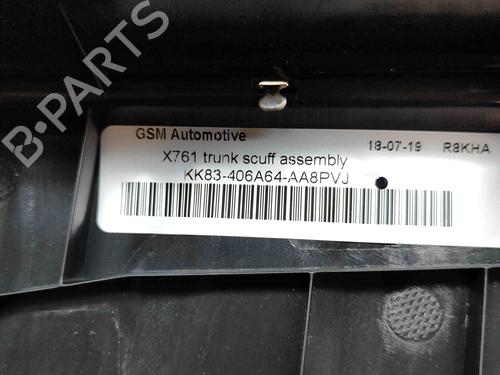 B-PARTS
GSM Automotive 18-07-19 R8KHA
X761 trunk scuff assembly
KK83-406A64-AA8PVJ